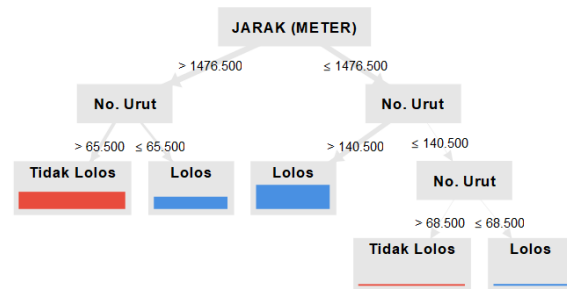 JARAK (METER)
> 1476.500 ≤ 1476.500
No. Urut No. Urut
> 65.500 ≤ 65.500 > 140.500 ≤ 140.500
Tidak Lolos Lolos Lolos No. Urut
> 68.500 ≤ 68.500
Tidak Lolos Lolos